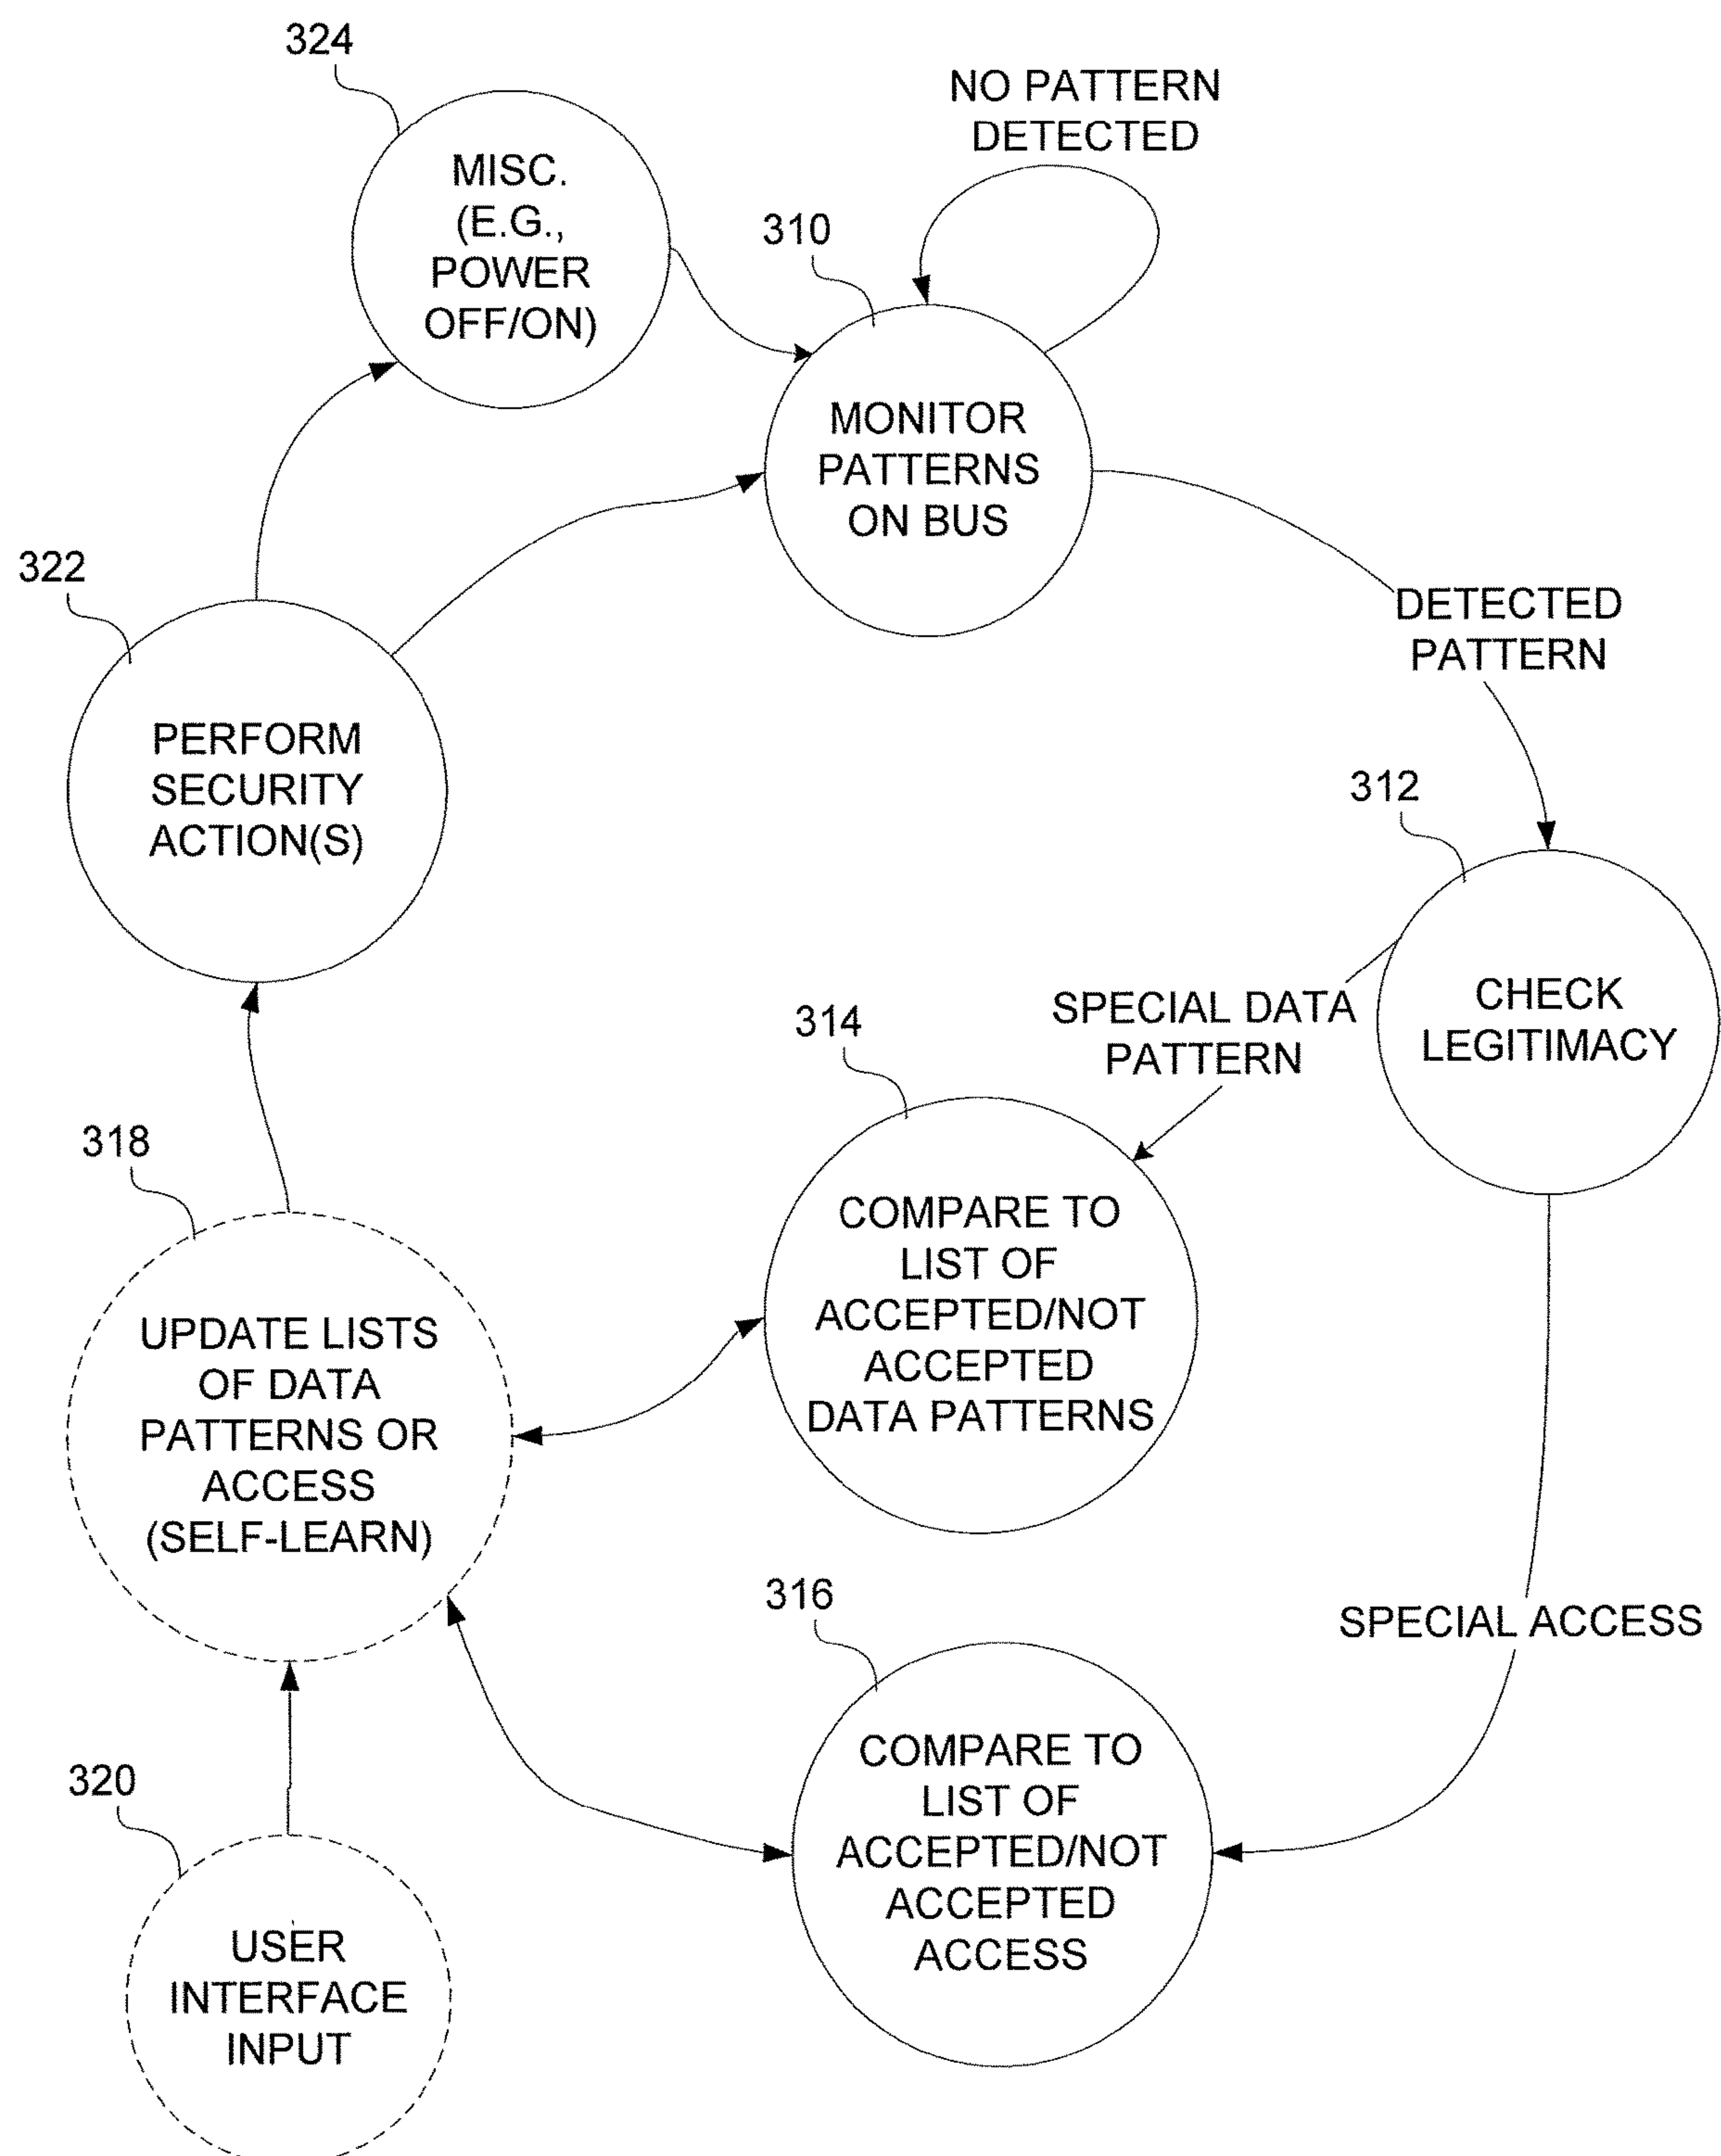 324
MISC.
(E.G.,
POWER
OFF/ON)
NO PATTERN
DETECTED
310
MONITOR
PATTERNS
ON BUS
322
PERFORM
SECURITY
ACTION(S)
DETECTED
PATTERN
312
CHECK
LEGITIMACY
SPECIAL DATA
PATTERN
314
COMPARE TO
LIST OF
ACCEPTED/NOT
ACCEPTED
DATA PATTERNS
318
UPDATE LISTS
OF DATA
PATTERNS OR
ACCESS
(SELF-LEARN)
SPECIAL ACCESS
316
COMPARE TO
LIST OF
ACCEPTED/NOT
ACCEPTED
ACCESS
320
USER
INTERFACE
INPUT